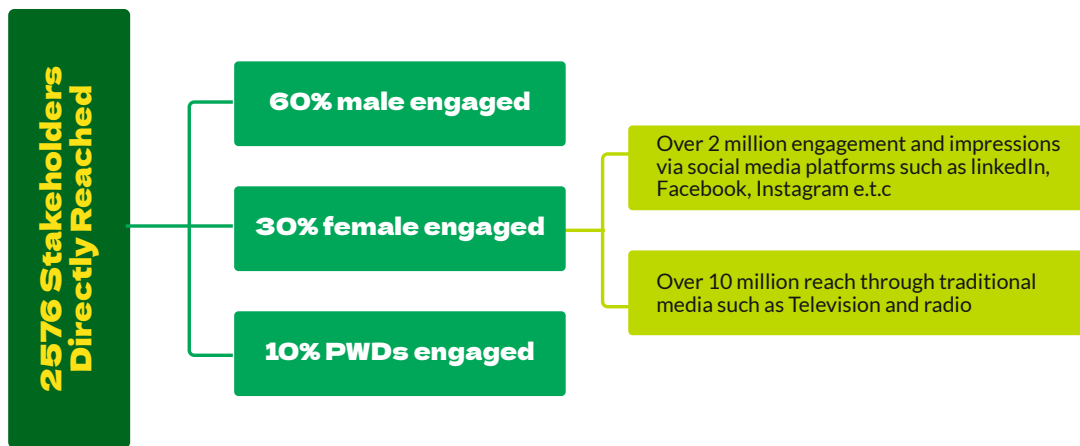 2576 Stakeholders
Directly Reached
60% male engaged
30% female engaged
10% PWDs engaged
Over 2 million engagement and impressions
via social media platforms such as linkedIn,
Facebook, Instagram e.t.c
Over 10 million reach through traditional
media such as Television and radio